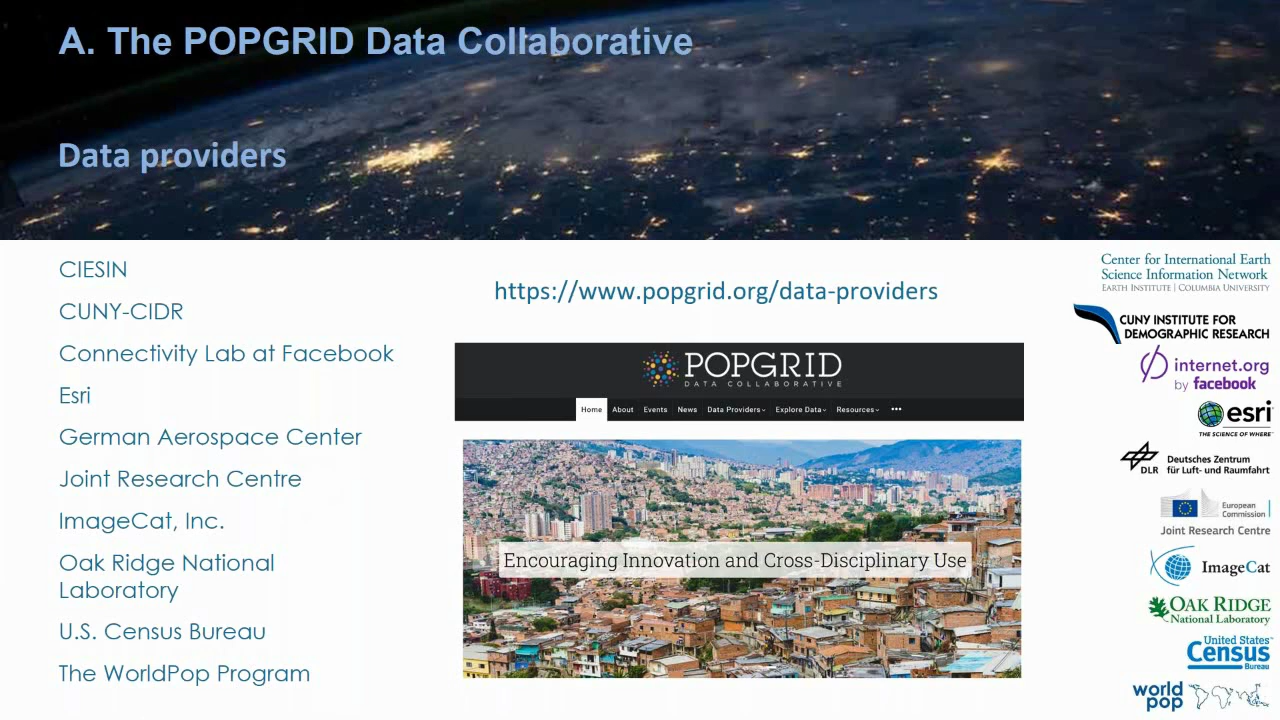 A. The POPGRID Data Collaborative
Data providers
CIESIN
CUNY-CIDR
Connectivity Lab at Facebook
Esri
German Aerospace Center
Joint Research Centre
ImageCat, Inc.
Oak Ridge National
Laboratory
U.S. Census Bureau
The WorldPop Program
https://www.popgrid.org/data-providers
POPGRID
DATA COLLABORATIVE
Home About Events News Data Providers Explore Data Resources •••
Encouraging Innovation and Cross-Disciplinary Use
Center for International Earth
Science Information Network
EARTH INSTITUTE | COLUMBIA UNIVERSITY
CUNY INSTITUTE FOR
DEMOGRAPHIC RESEARCH
internet.org
by facebook
esri
THE SCIENCE OF WHERE™
DLR
Deutsches Zentrum
für Luft- und Raumfahrt
European
Commission
Joint Research Centre
ImageCat
OAK RIDGE
National Laboratory
United States™
Census
Bureau
world
pop